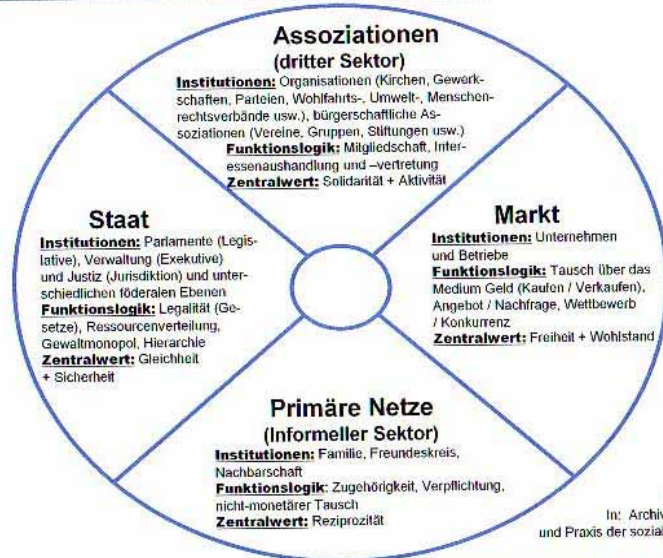 Assoziationen
(dritter Sektor)
Institutionen: Organisationen (Kirchen, Gewerk-
schaften, Parteien, Wohlfahrts-, Umwelt-, Menschen-
rechtsverbände usw.), bürgerschaftliche As-
soziationen (Vereine, Gruppen, Stiftungen usw.)
Funktionslogik: Mitgliedschaft, Inter-
essenaushandlung und –vertretung
Zentralwert: Solidarität + Aktivität
Staat
Institutionen: Parlamente (Legis-
lative), Verwaltung (Exekutive)
und Justiz (Jurisdiktion) und unter-
schiedlichen föderalen Ebenen
Funktionslogik: Legalität (Ge-
setze), Ressourcenverteilung,
Gewaltmonopol, Hierarchie
Zentralwert: Gleichheit
+ Sicherheit
Markt
Institutionen: Unternehmen
und Betriebe
Funktionslogik: Tausch über das
Medium Geld (Kaufen / Verkaufen),
Angebot / Nachfrage, Wettbewerb
/ Konkurrenz
Zentralwert: Freiheit + Wohlstand
Primäre Netze
(Informeller Sektor)
Institutionen: Familie, Freundeskreis,
Nachbarschaft
Funktionslogik: Zugehörigkeit, Verpflichtung,
nicht-monetärer Tausch
Zentralwert: Reziprozität
In: Archiv
und Praxis der sozial